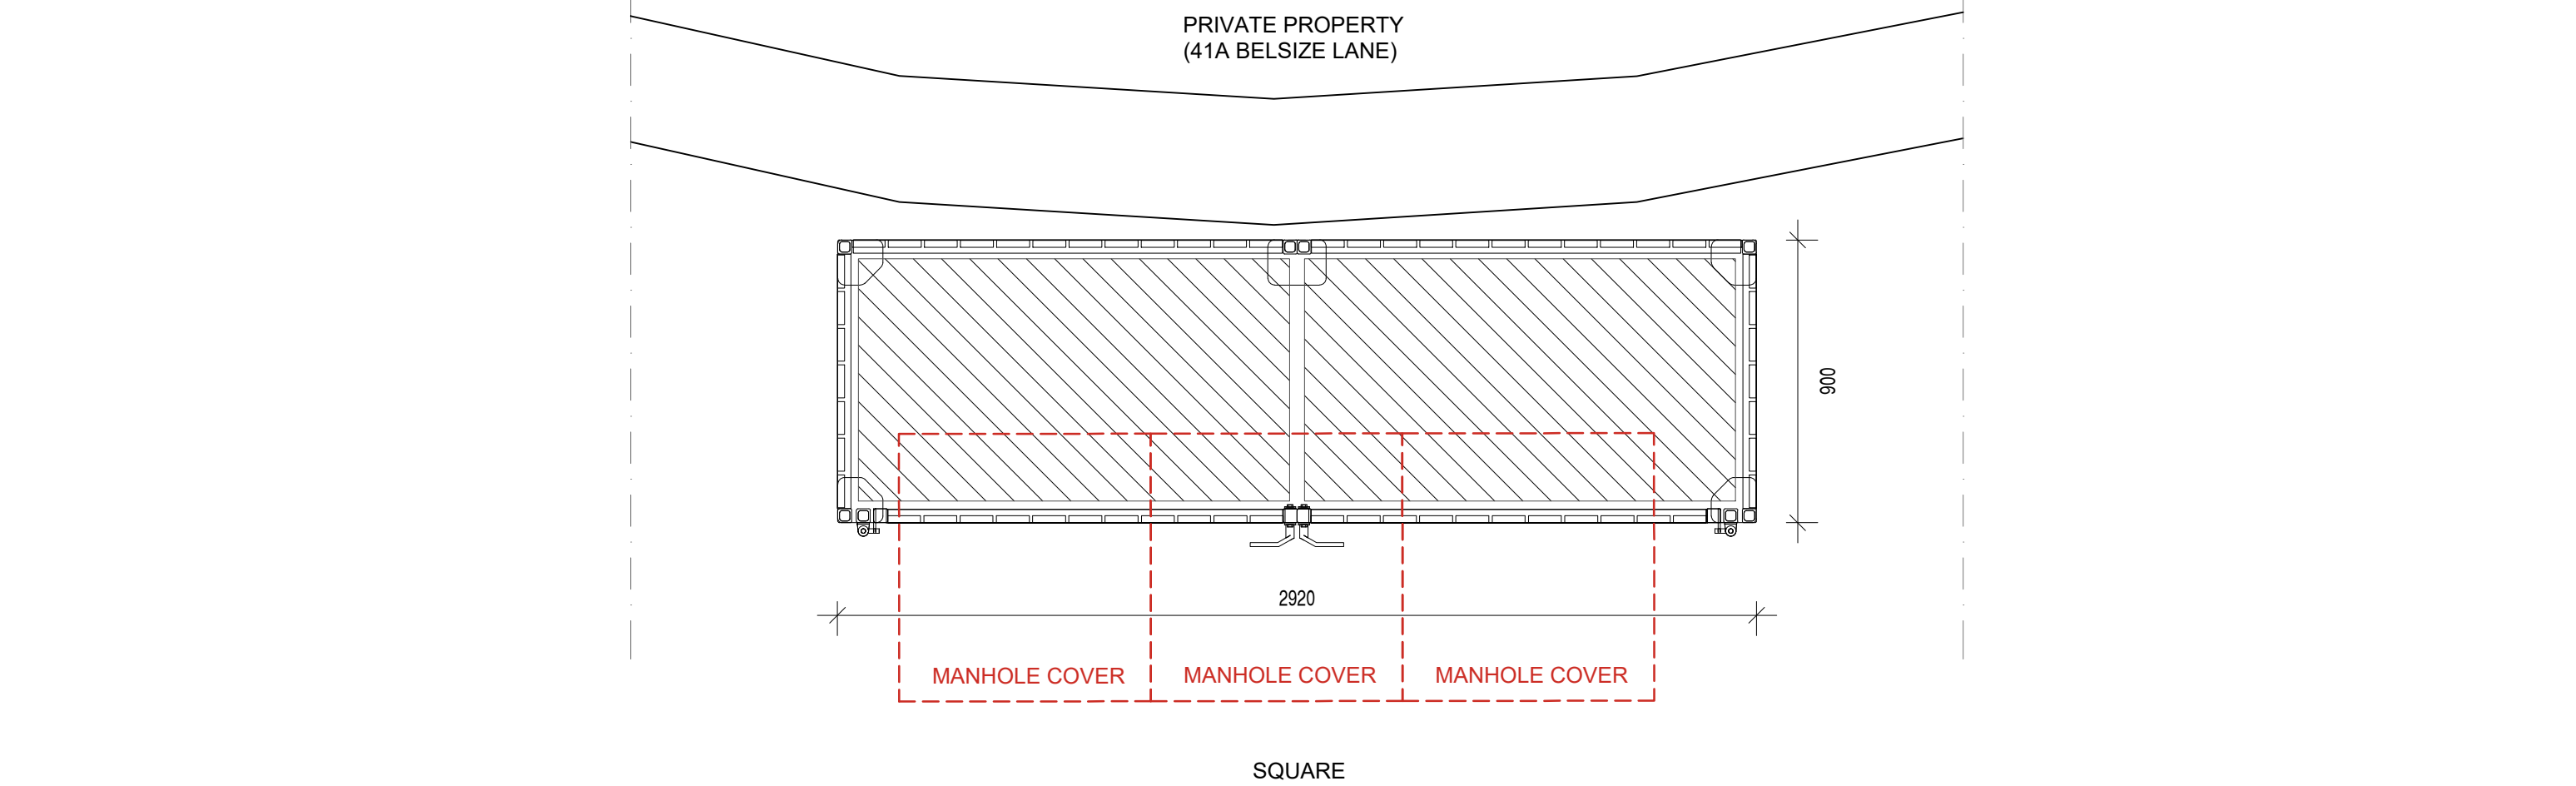 PRIVATE PROPERTY
(41A BELSIZE LANE)
900
2920
MANHOLE COVER
MANHOLE COVER
MANHOLE COVER
SQUARE